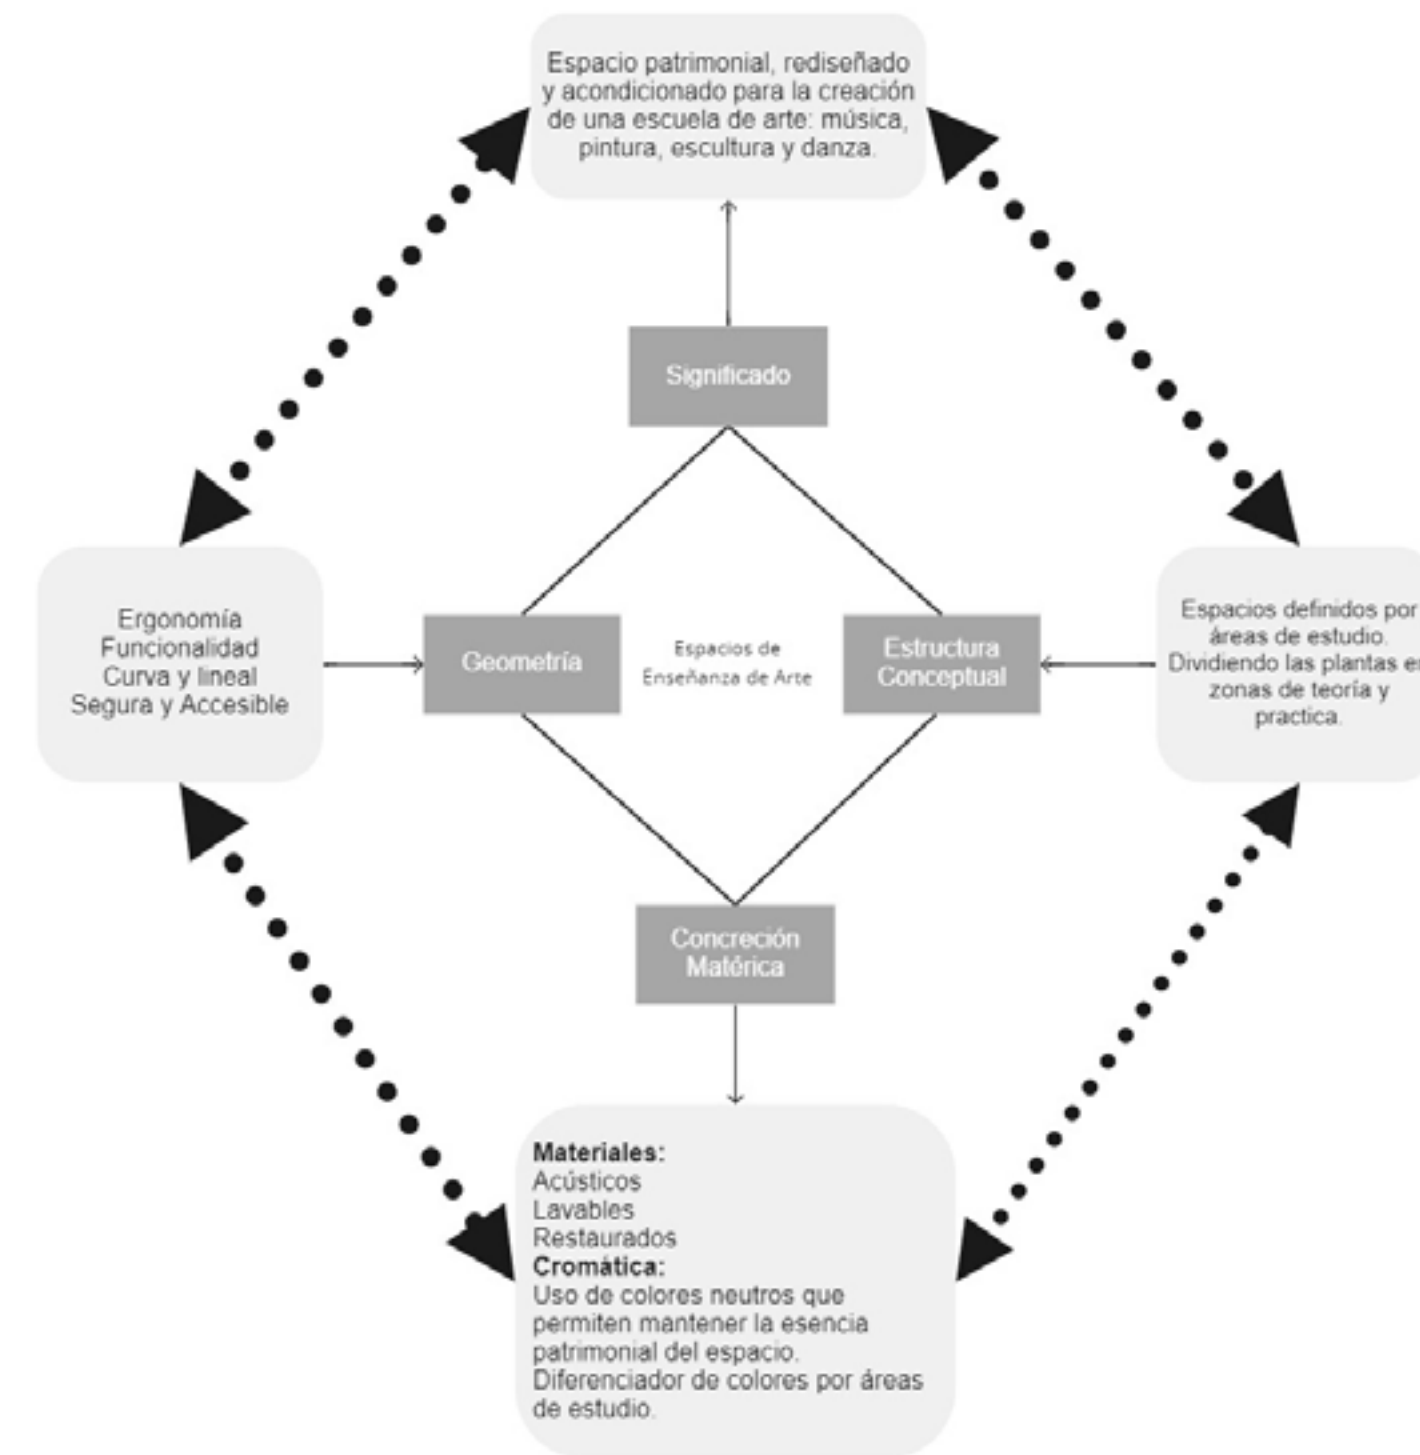 Espacio patrimonial, rediseñado
y acondicionado para la creación
de una escuela de arte: música,
pintura, escultura y danza.
Significado
Ergonomía
Funcionalidad
Curva y lineal
Segura y Accesible
Geometría
Espacios de
Enseñanza de Arte
Estructura
Conceptual
Espacios definidos por
áreas de estudio.
Dividiendo las plantas en
zonas de teoría y
practica.
Concreción
Matérica
Materiales:
Acústicos
Lavables
Restaurados
Cromática:
Uso de colores neutros que
permiten mantener la esencia
patrimonial del espacio.
Diferenciador de colores por áreas
de estudio.